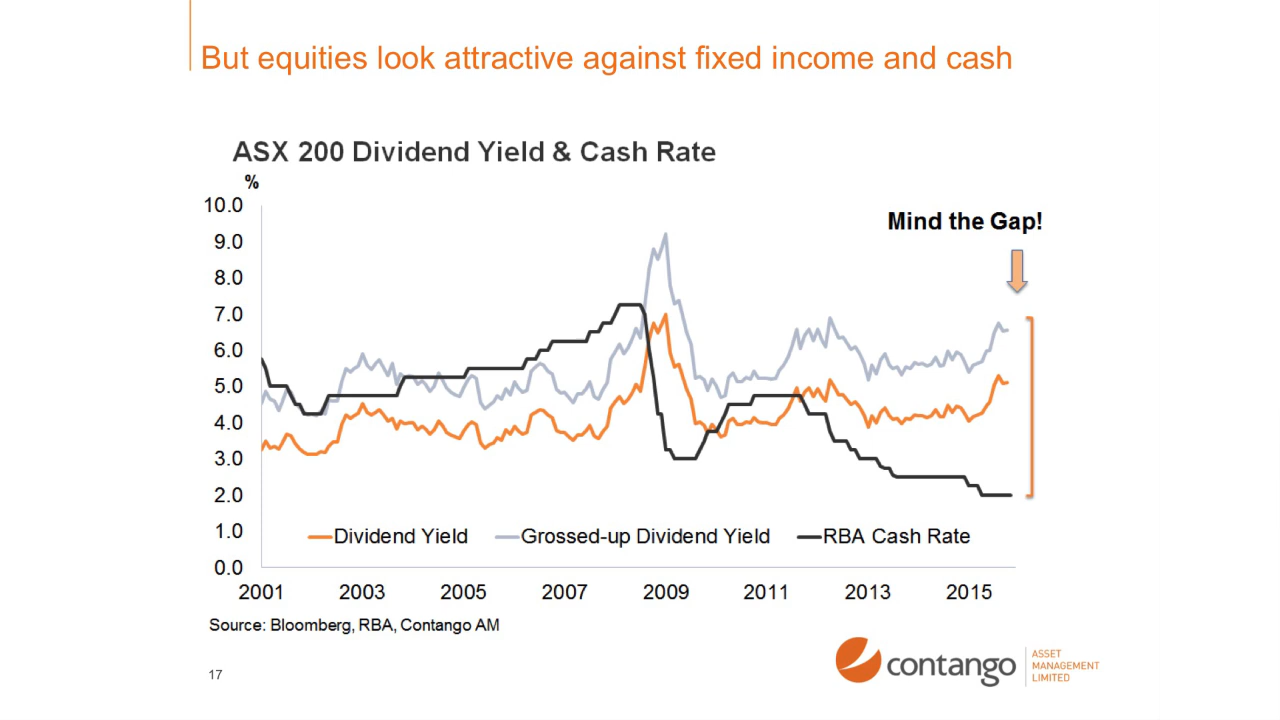 But equities look attractive against fixed income and cash
ASX 200 Dividend Yield & Cash Rate
%
10.0
9.0
8.0
7.0
6.0
5.0
4.0
3.0
2.0
1.0
0.0
Mind the Gap!
Dividend Yield Grossed-up Dividend Yield RBA Cash Rate
2001 2003 2005 2007 2009 2011 2013 2015
Source: Bloomberg, RBA, Contango AM
17
contango
ASSET
MANAGEMENT
LIMITED